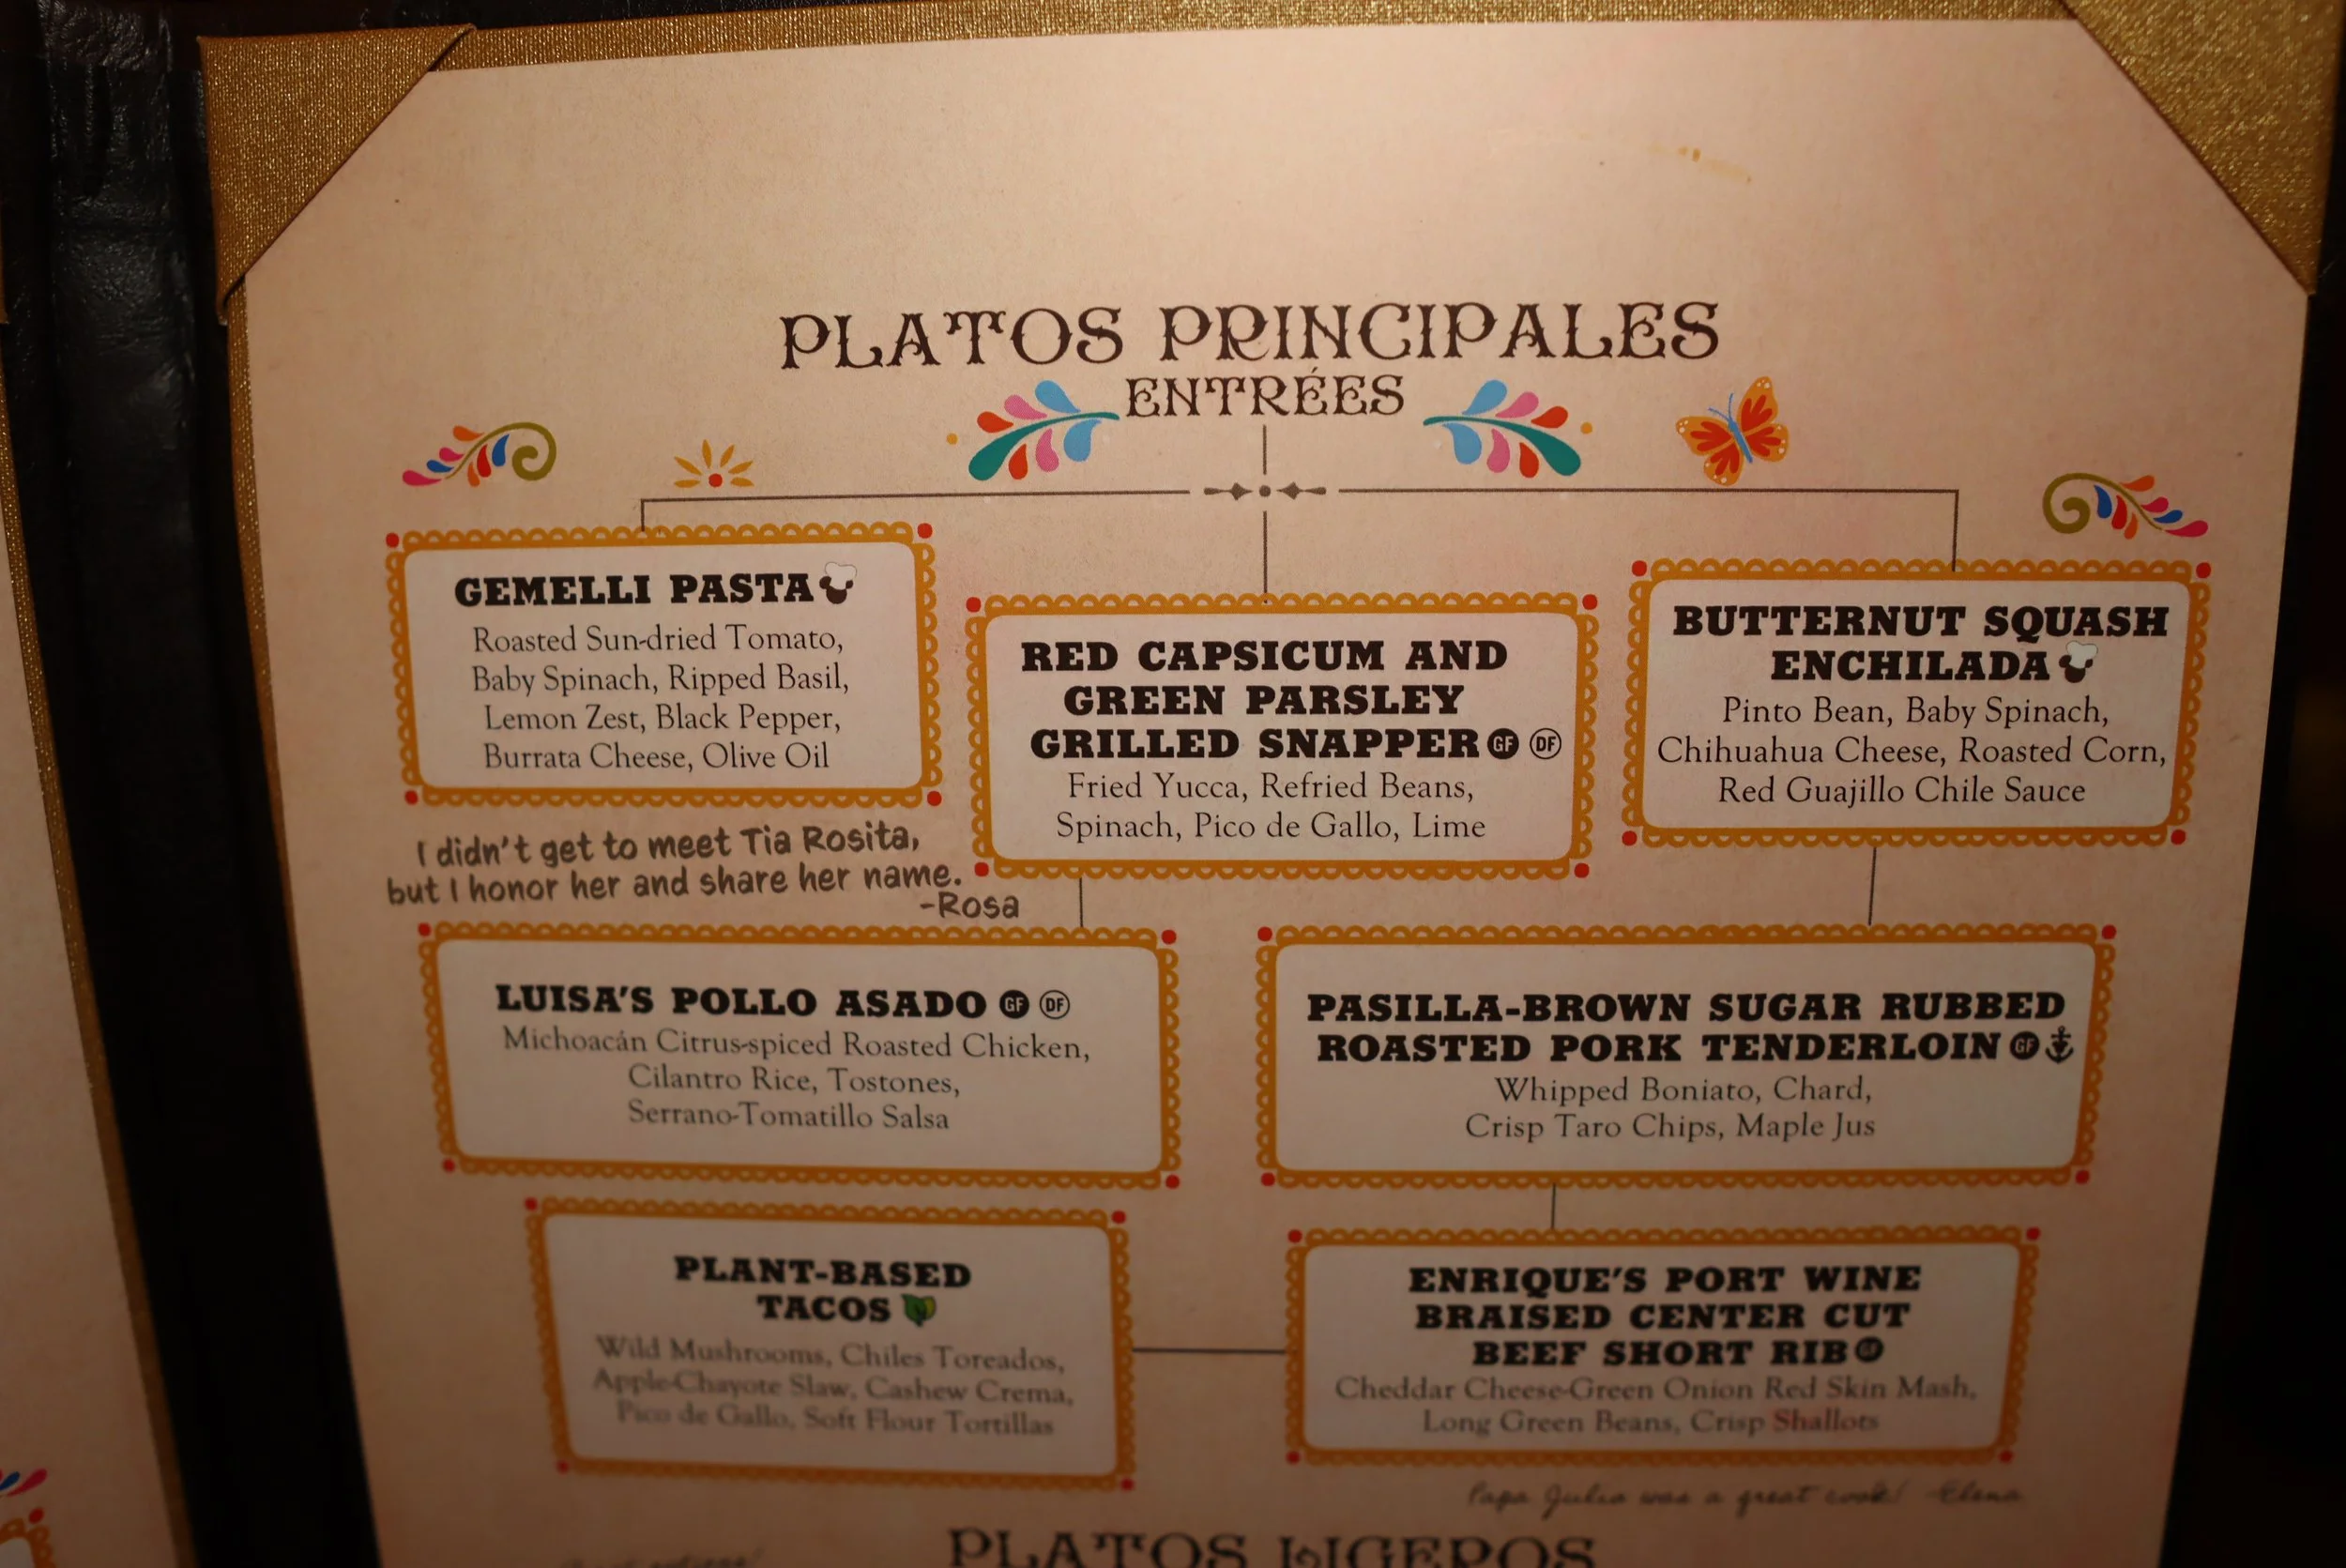 PLATOS PRINCIPALES
ENTRÉES
GEMELLI PASTA
Roasted Sun-dried Tomato,
Baby Spinach, Ripped Basil,
Lemon Zest, Black Pepper,
Burrata Cheese, Olive Oil
RED CAPSICUM AND
GREEN PARSLEY
GRILLED SNAPPER GF DF
Fried Yucca, Refried Beans,
Spinach, Pico de Gallo, Lime
BUTTERNUT SQUASH
ENCHILADA
Pinto Bean, Baby Spinach,
Chihuahua Cheese, Roasted Corn,
Red Guajillo Chile Sauce
I didn't get to meet Tia Rosita,
but I honor her and share her name.
-Rosa
LUISA'S POLLO ASADO GF DF
Michoacán Citrus-spiced Roasted Chicken,
Cilantro Rice, Tostones,
Serrano-Tomatillo Salsa
PASILLA-BROWN SUGAR RUBBED
ROASTED PORK TENDERLOIN GF
Whipped Boniato, Chard,
Crisp Taro Chips, Maple Jus
PLANT-BASED
TACOS
Wild Mushrooms, Chiles Toreados,
Apple-Chayote Slaw, Cashew Crema,
Pico de Gallo, Soft Flour Tortillas
ENRIQUE'S PORT WINE
BRAISED CENTER CUT
BEEF SHORT RIB GF
Cheddar Cheese-Green Onion Red Skin Mash,
Long Green Beans, Crisp Shallots
Papa Julio was a great cook! -Elena
PLATOS LIGEROS